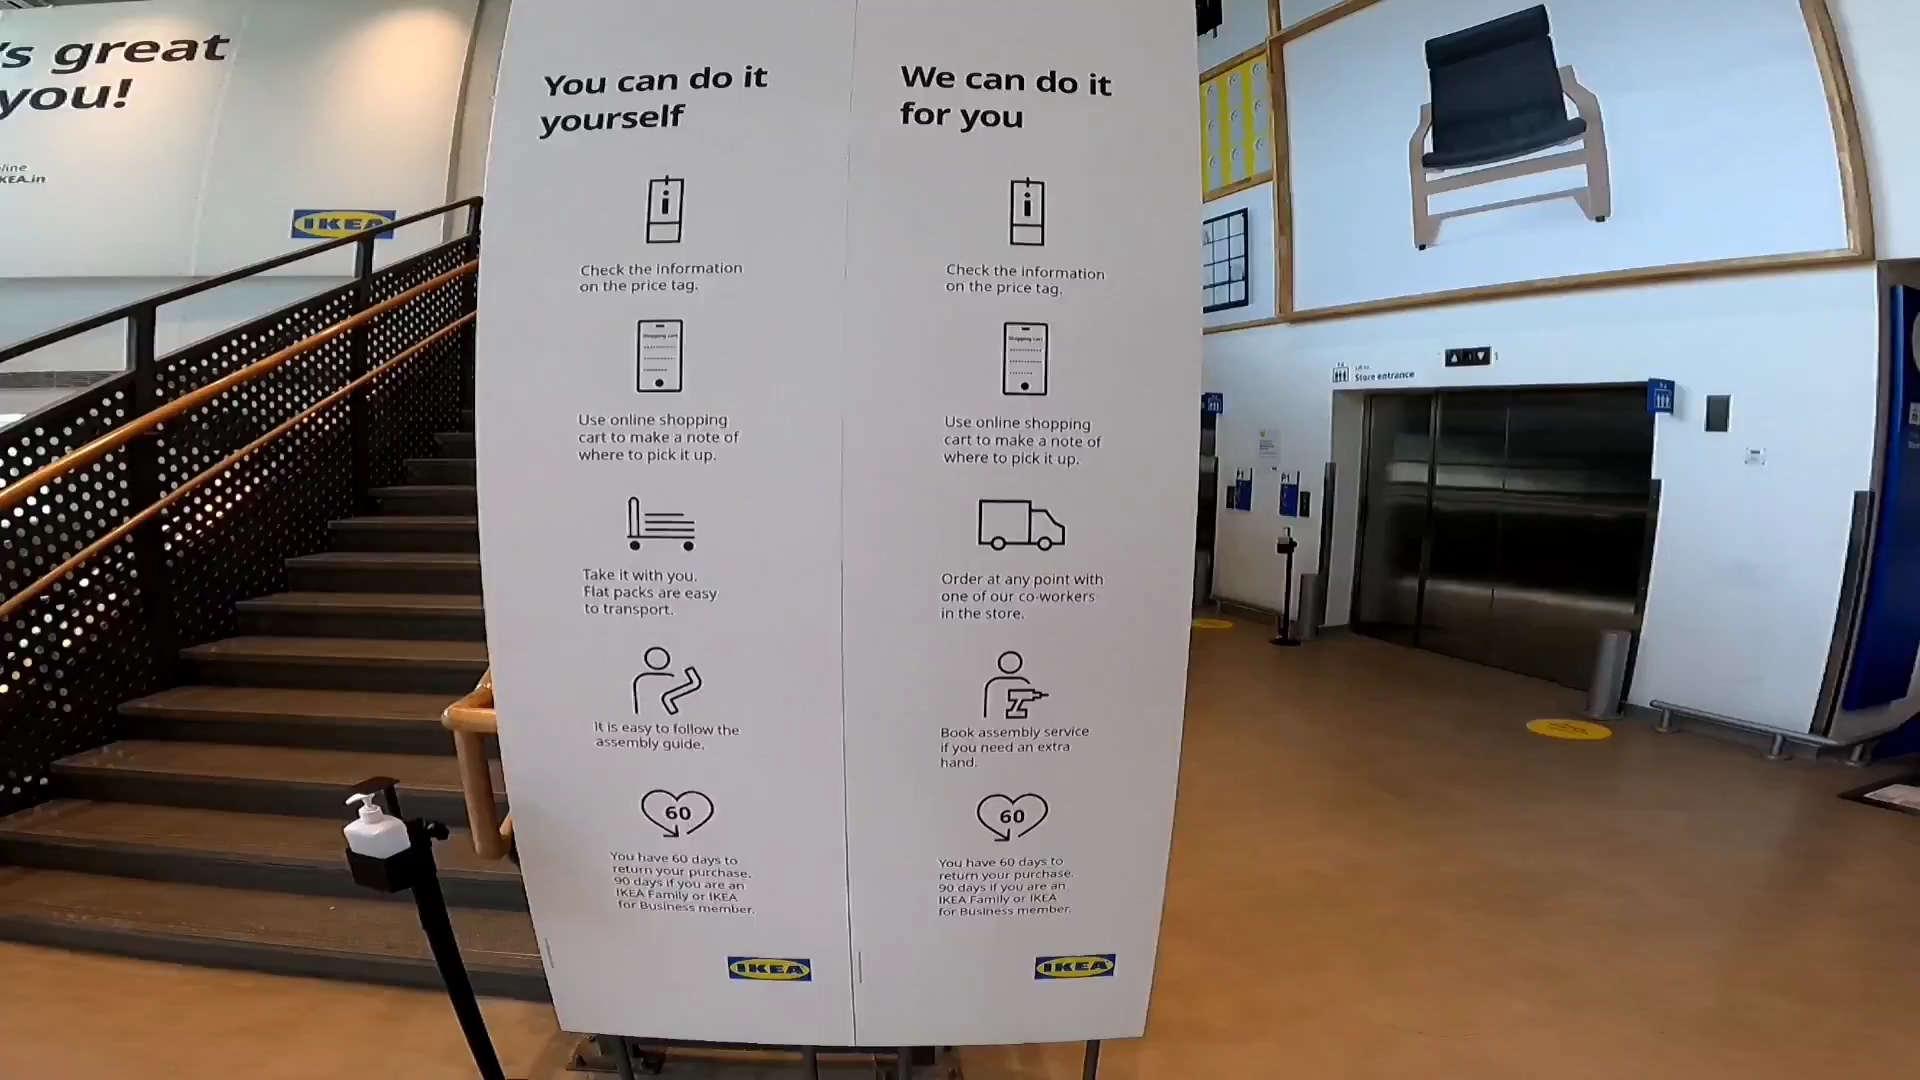 's great
you!
line
KEA.in
IKEA
You can do it
yourself
Check the information
on the price tag.
Shopping cart
Use online shopping
cart to make a note of
where to pick it up.
Take it with you.
Flat packs are easy
to transport.
It is easy to follow the
assembly guide.
60
You have 60 days to
return your purchase.
90 days if you are an
IKEA Family or IKEA
for Business member.
IKEA
We can do it
for you
Check the information
on the price tag.
Shopping cart
Use online shopping
cart to make a note of
where to pick it up.
Order at any point with
one of our co-workers
in the store.
Book assembly service
if you need an extra
hand.
60
You have 60 days to
return your purchase.
90 days if you are an
IKEA Family or IKEA
for Business member.
IKEA
Store entrance
P1
P1